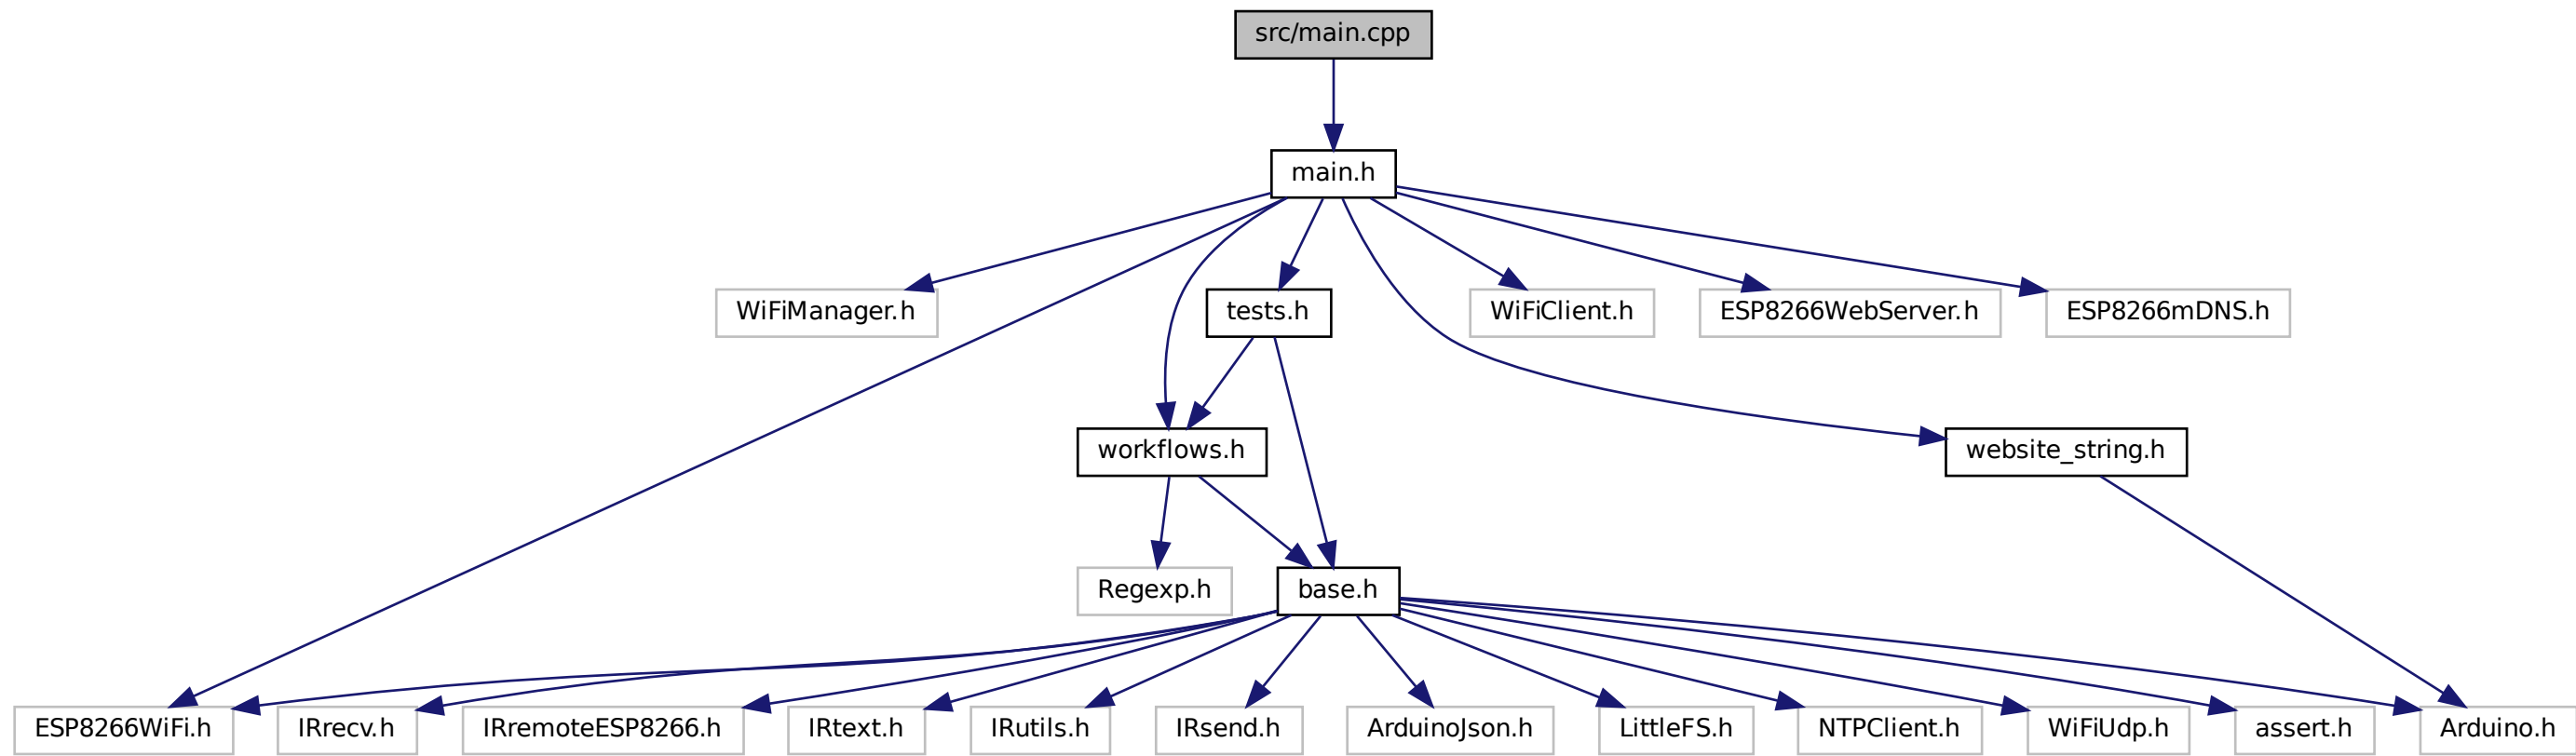 src/main.cpp
main.h
WiFiManager.h
tests.h
WiFiClient.h
ESP8266WebServer.h
ESP8266mDNS.h
workflows.h
website_string.h
Regexp.h
base.h
ESP8266WiFi.h
IRrecv.h
IRremoteESP8266.h
IRtext.h
IRutils.h
IRsend.h
ArduinoJson.h
LittleFS.h
NTPClient.h
WiFiUdp.h
assert.h
Arduino.h